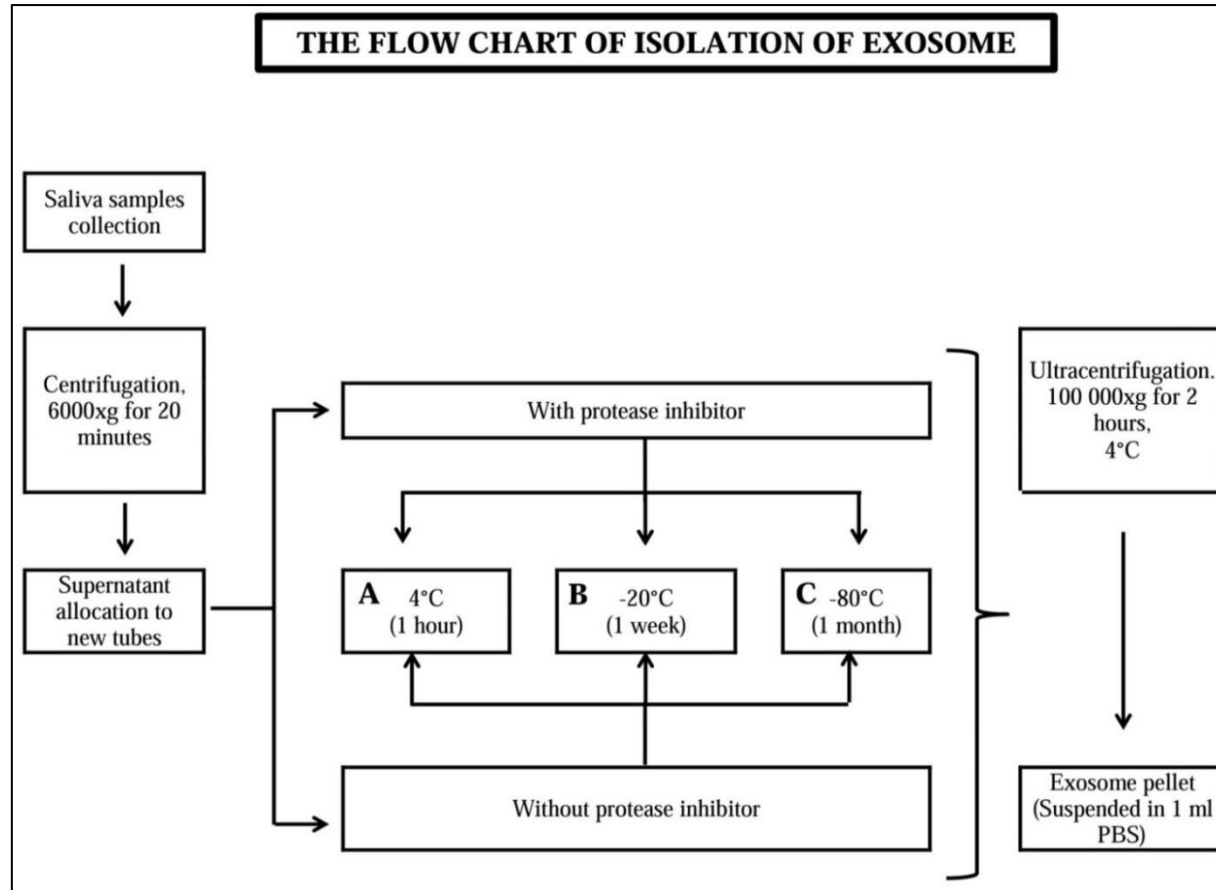 THE FLOW CHART OF ISOLATION OF EXOSOME
Saliva samples
collection
Centrifugation,
6000xg for 20
minutes
Supernatant
allocation to
new tubes
With protease inhibitor
A 4°C
(1 hour)
B -20°C
(1 week)
C -80°C
(1 month)
Without protease inhibitor
Ultracentrifugation.
100 000xg for 2
hours,
4°C
Exosome pellet
(Suspended in 1 ml
PBS)